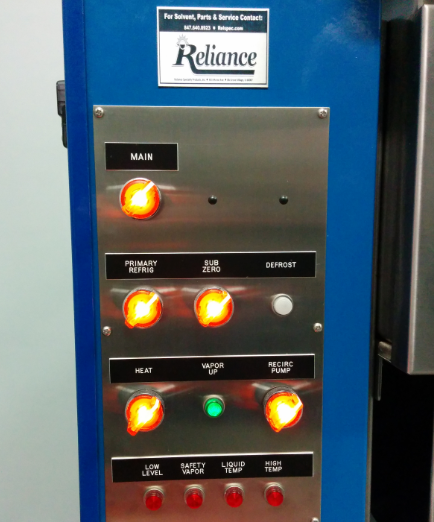 For Solvent, Parts & Service Contact:
Reliance
MAIN
PRIMARY
REFRIG
SUB
ZERO
DEFROST
HEAT
VAPOR
UP
RECIRC
PUMP
LOW
LEVEL
SAFETY
VAPOR
LIQUID
TEMP
HIGH
TEMP